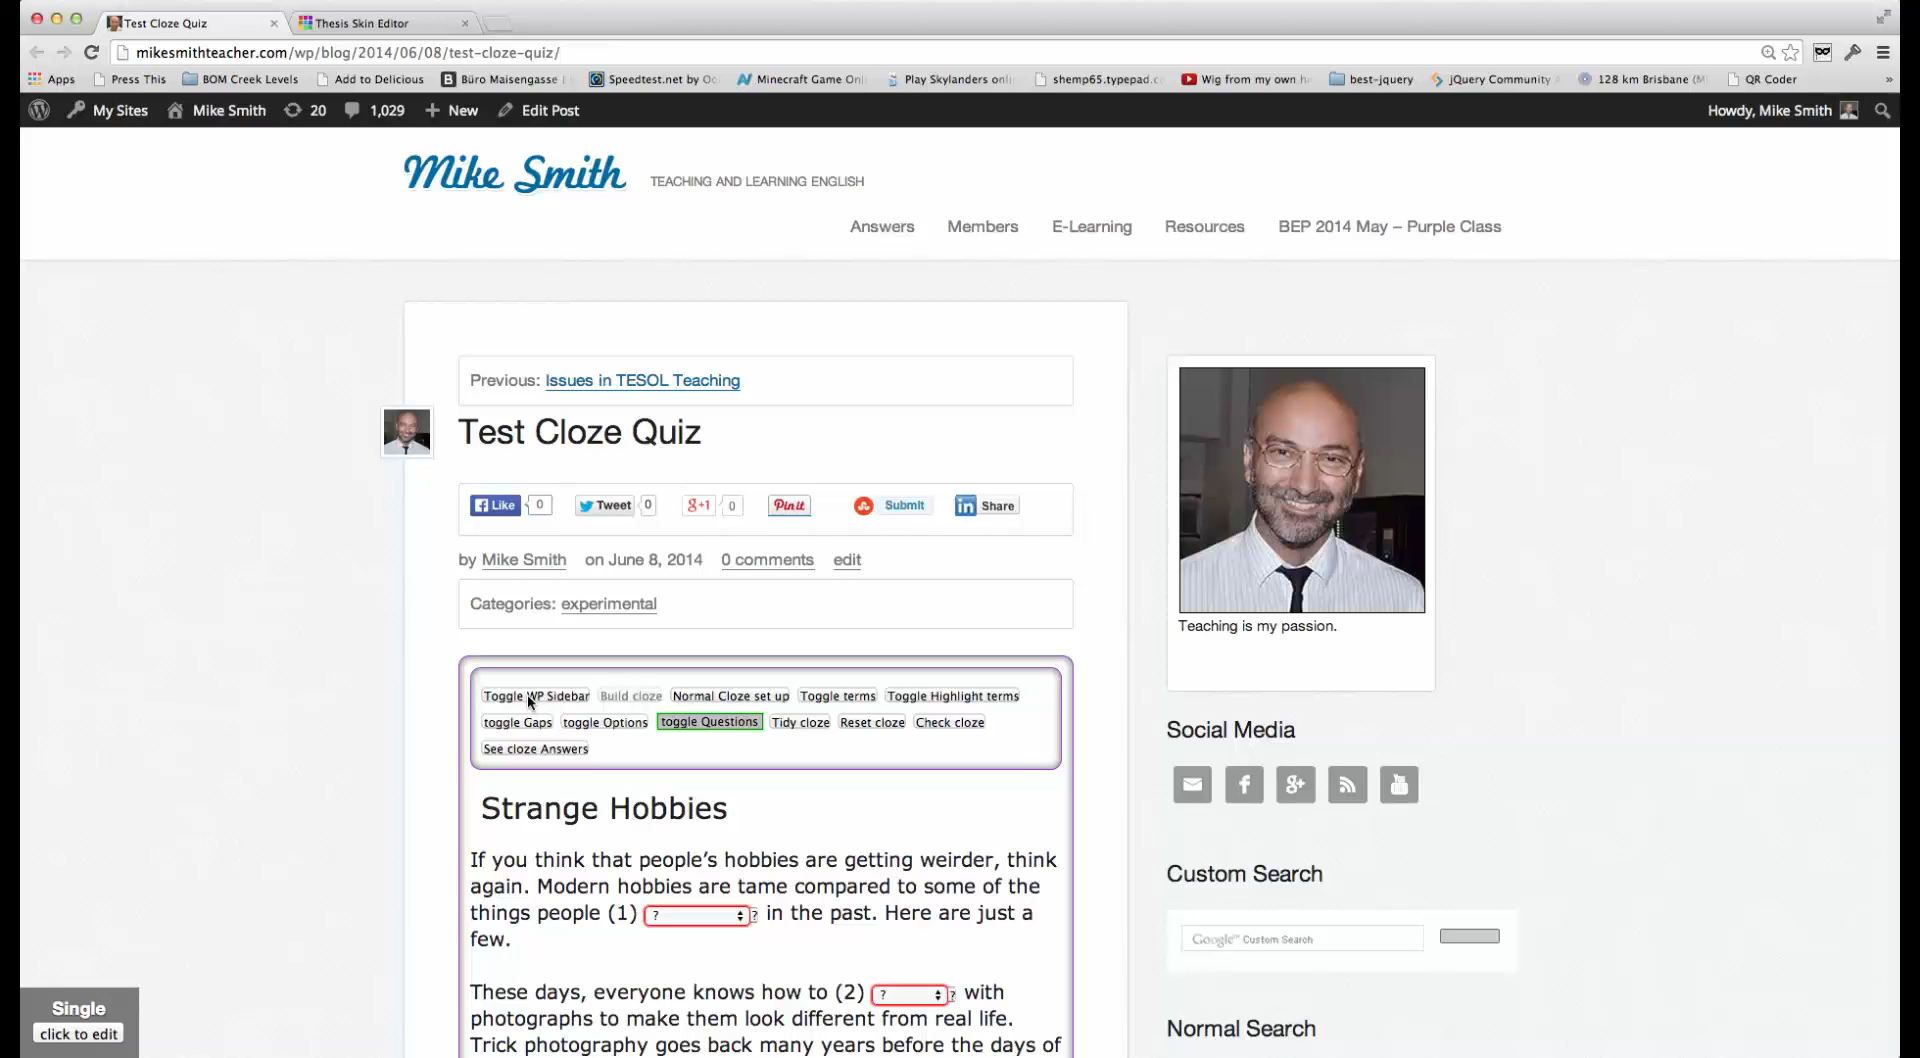 Test Cloze Quiz
Thesis Skin Editor
mikesmithteacher.com/wp/blog/2014/06/08/test-cloze-quiz/
Apps Press This BOM Creek Levels Add to Delicious Büro Maisengasse Speedtest.net by Oo Minecraft Game Onl Play Skylanders onli shemp65.typepad.c Wig from my own h best-jquery jQuery Community 128 km Brisbane (M QR Coder »
My Sites Mike Smith 20 1,029 + New Edit Post Howdy, Mike Smith
Mike Smith TEACHING AND LEARNING ENGLISH
Answers Members E-Learning Resources BEP 2014 May – Purple Class
Previous: Issues in TESOL Teaching
Test Cloze Quiz
Like 0 Tweet 0 g+1 0 Pin it Submit in Share
by Mike Smith on June 8, 2014 0 comments edit
Categories: experimental
Toggle WP Sidebar Build cloze Normal Cloze set up Toggle terms Toggle Highlight terms
toggle Gaps toggle Options toggle Questions Tidy cloze Reset cloze Check cloze
See cloze Answers
Strange Hobbies
If you think that people’s hobbies are getting weirder, think
again. Modern hobbies are tame compared to some of the
things people (1) ? ? in the past. Here are just a
few.
These days, everyone knows how to (2) ? ? with
photographs to make them look different from real life.
Trick photography goes back many years before the days of
Teaching is my passion.
Social Media
Custom Search
Google™ Custom Search
Normal Search
Single
click to edit